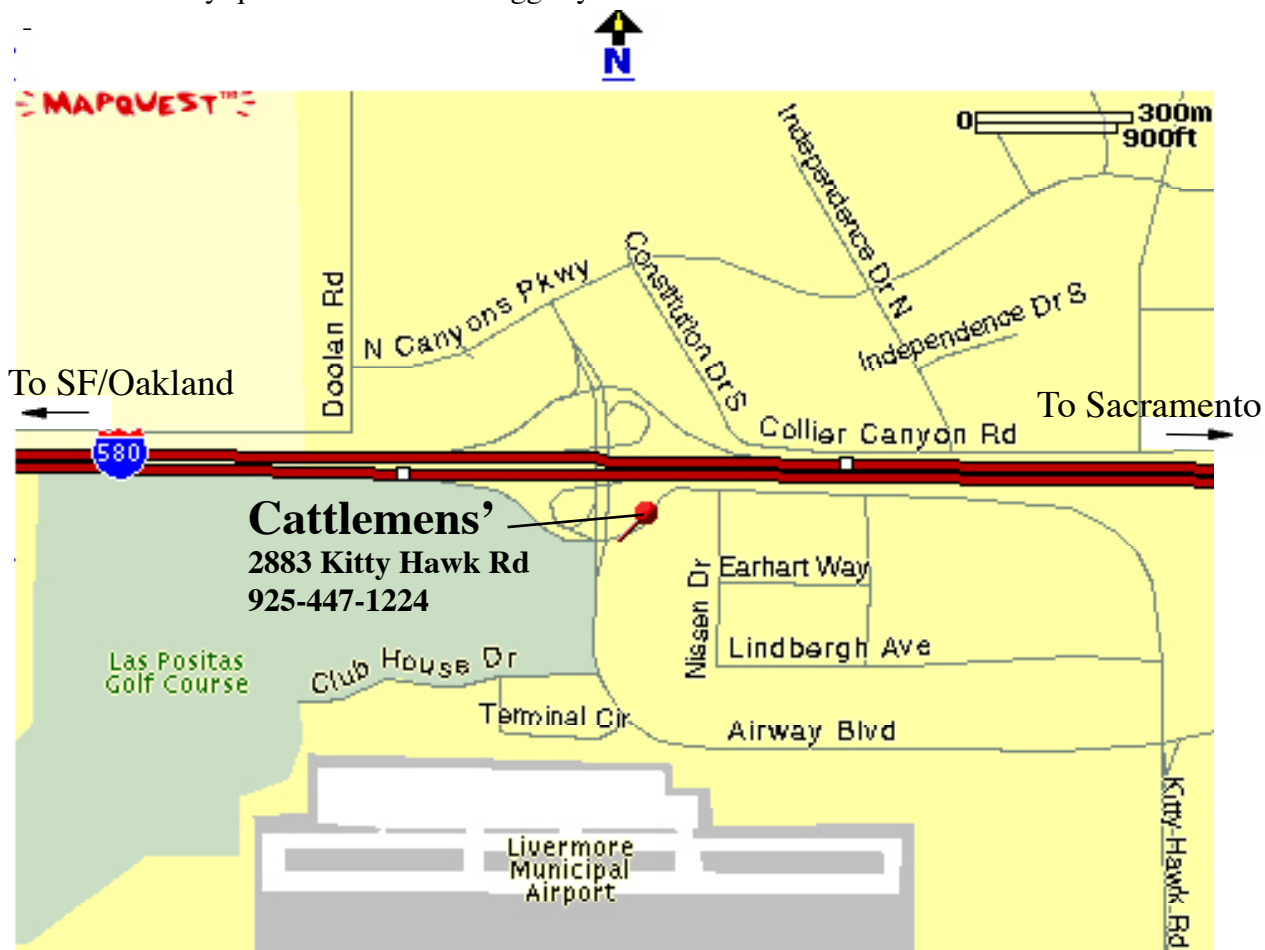 N
MAPQUEST™
0 300m
900ft
Independence Dr N
Constitution Dr S
N Canyons Pkwy
Doolan Rd
Independence Dr S
To SF/Oakland
To Sacramento
Collier Canyon Rd
580
Cattlemens’
2883 Kitty Hawk Rd
925-447-1224
Earhart Way
Nissen Dr
Lindbergh Ave
Las Positas
Golf Course
Club House Dr
Terminal Cir
Airway Blvd
Kitty-Hawk Rd
Livermore
Municipal
Airport